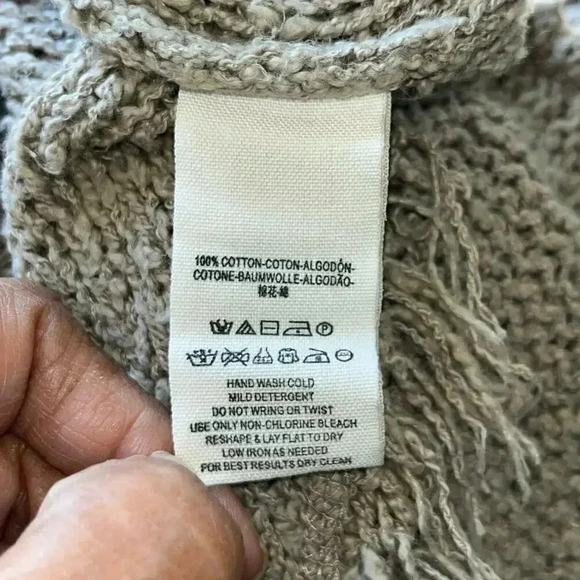 100% COTTON-COTON-ALGODÓN-
COTONE-BAUMWOLLE-ALGODÃO-
棉花-綿
HAND WASH COLD
MILD DETERGENT
DO NOT WRING OR TWIST
USE ONLY NON-CHLORINE BLEACH
RESHAPE & LAY FLAT TO DRY
LOW IRON AS NEEDED
FOR BEST RESULTS DRY CLEAN